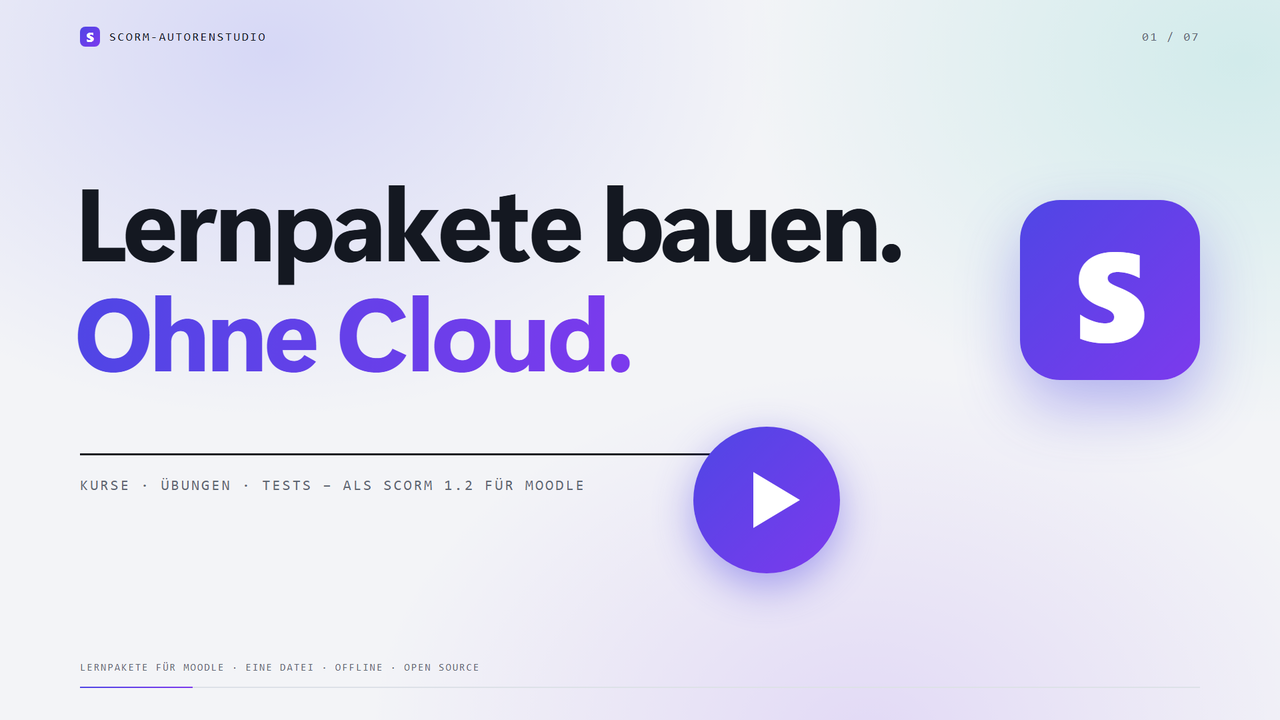 S SCORM-AUTORENSTUDIO
01 / 07
Lernpakete bauen.
Ohne Cloud.
S
KURSE · ÜBUNGEN · TESTS – ALS SCORM 1.2 FÜR MOODLE
LERNPAKETE FÜR MOODLE · EINE DATEI · OFFLINE · OPEN SOURCE